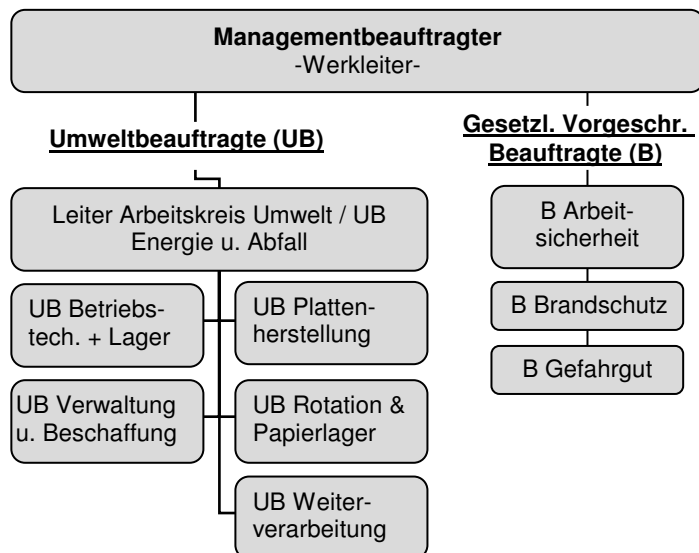 Managementbeauftragter
-Werkleiter-
Umweltbeauftragte (UB)
Gesetzl. Vorgeschr.
Beauftragte (B)
Leiter Arbeitskreis Umwelt / UB
Energie u. Abfall
UB Betriebs-
tech. + Lager
UB Platten-
herstellung
UB Verwaltung
u. Beschaffung
UB Rotation &
Papierlager
UB Weiter-
verarbeitung
B Arbeit-
sicherheit
B Brandschutz
B Gefahrgut